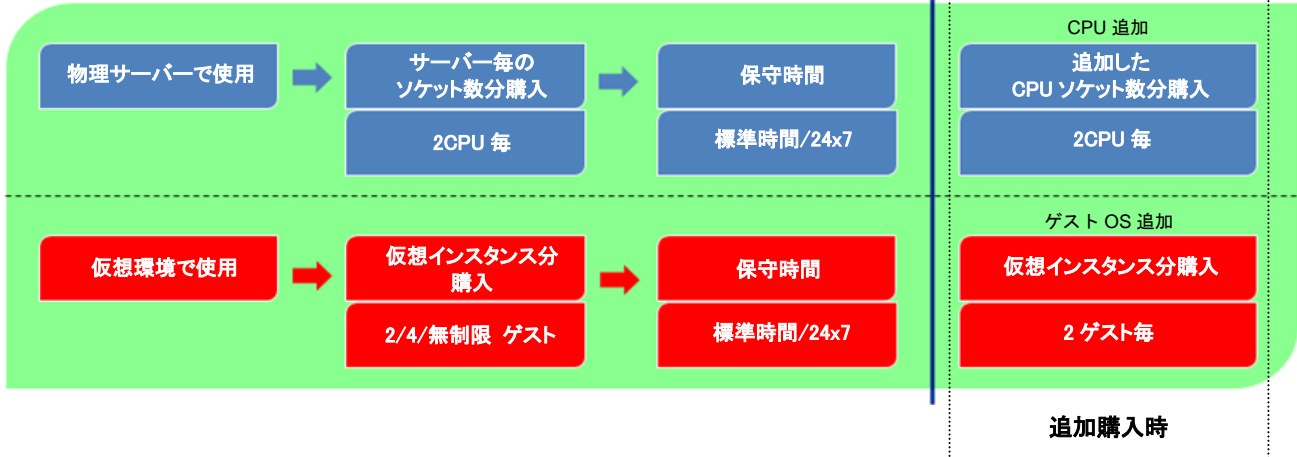 CPU 追加
物理サーバーで使用
サーバー毎の
ソケット数分購入
2CPU 毎
保守時間
標準時間/24x7
追加した
CPU ソケット数分購入
2CPU 毎
ゲスト OS 追加
仮想環境で使用
仮想インスタンス分
購入
2/4/無制限 ゲスト
保守時間
標準時間/24x7
仮想インスタンス分購入
2 ゲスト毎
追加購入時